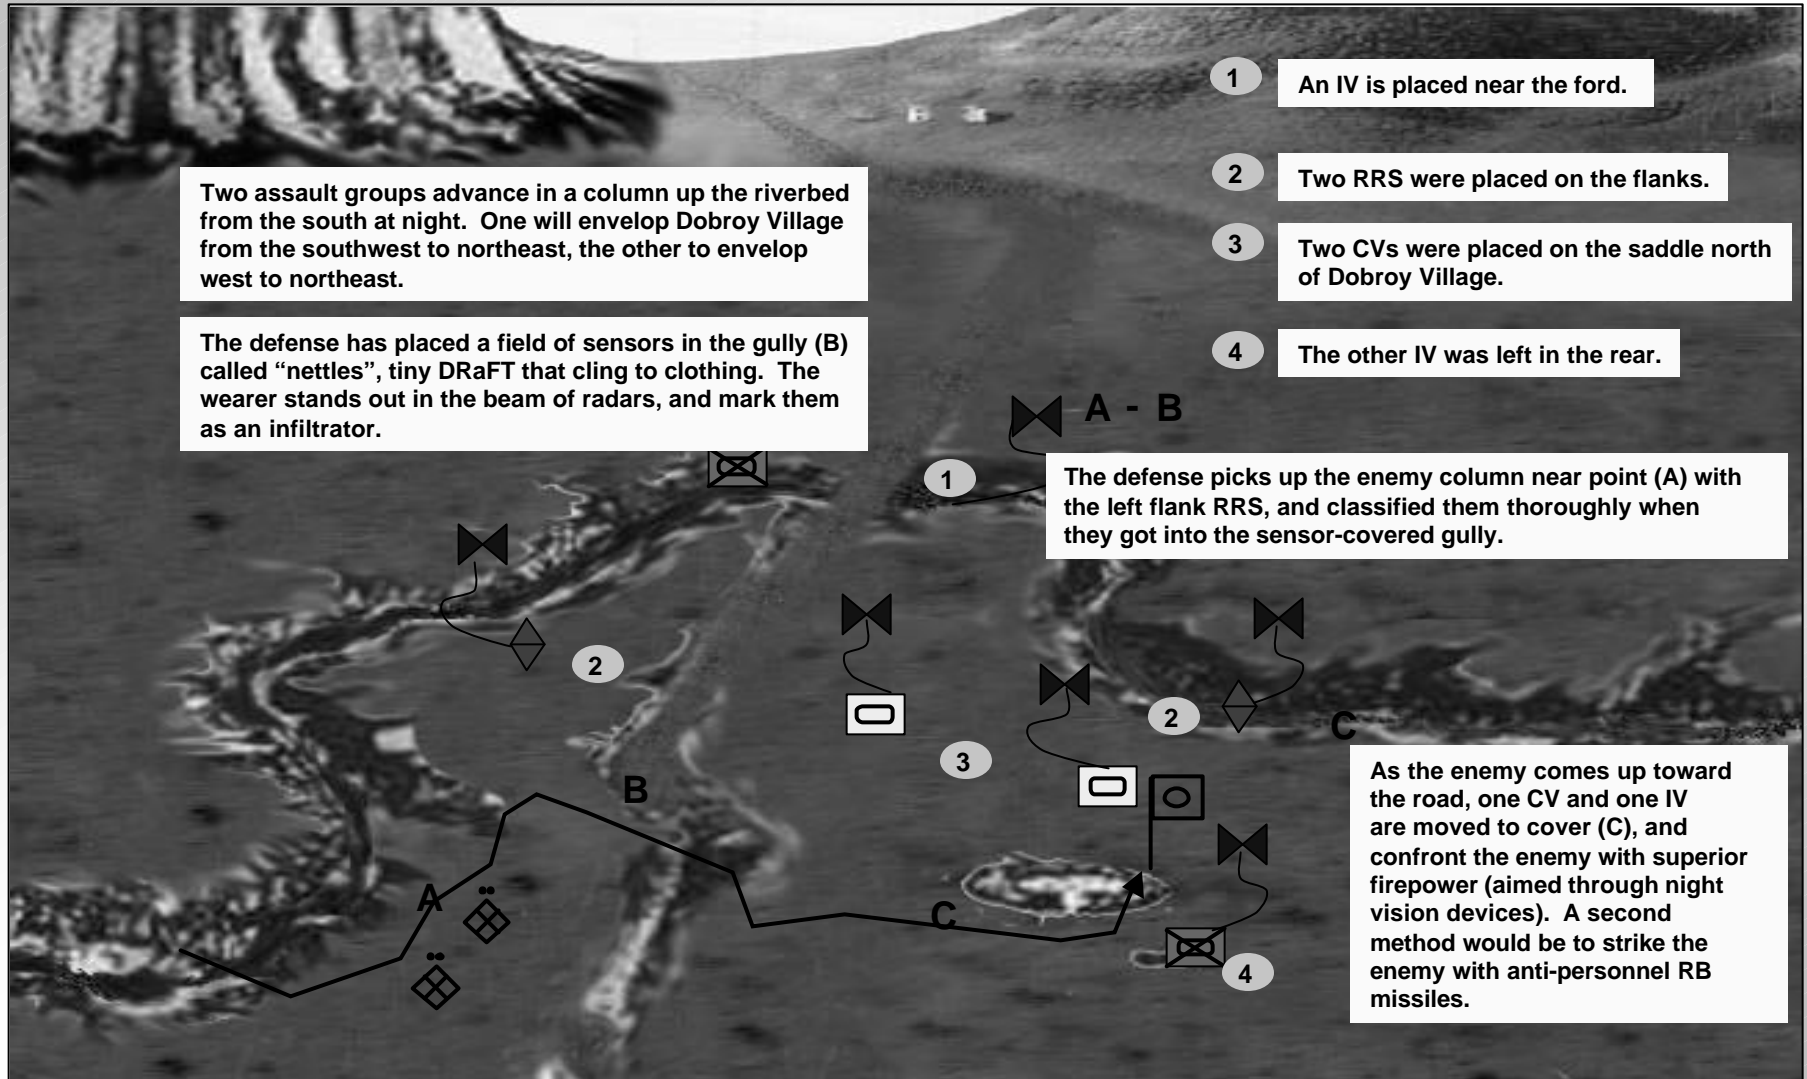 1
An IV is placed near the ford.
2
Two RRS were placed on the flanks.
3
Two CVs were placed on the saddle north
of Dobroy Village.
4
The other IV was left in the rear.
Two assault groups advance in a column up the riverbed
from the south at night.  One will envelop Dobroy Village
from the southwest to northeast, the other to envelop
west to northeast.
The defense has placed a field of sensors in the gully (B)
called “nettles”, tiny DRaFT that cling to clothing.  The
wearer stands out in the beam of radars, and mark them
as an infiltrator.
A - B
1
The defense picks up the enemy column near point (A) with
the left flank RRS, and classified them thoroughly when
they got into the sensor-covered gully.
2
2
C
3
B
As the enemy comes up toward
the road, one CV and one IV
are moved to cover (C), and
confront the enemy with superior
firepower (aimed through night
vision devices).  A second
method would be to strike the
enemy with anti-personnel RB
missiles.
A
C
4